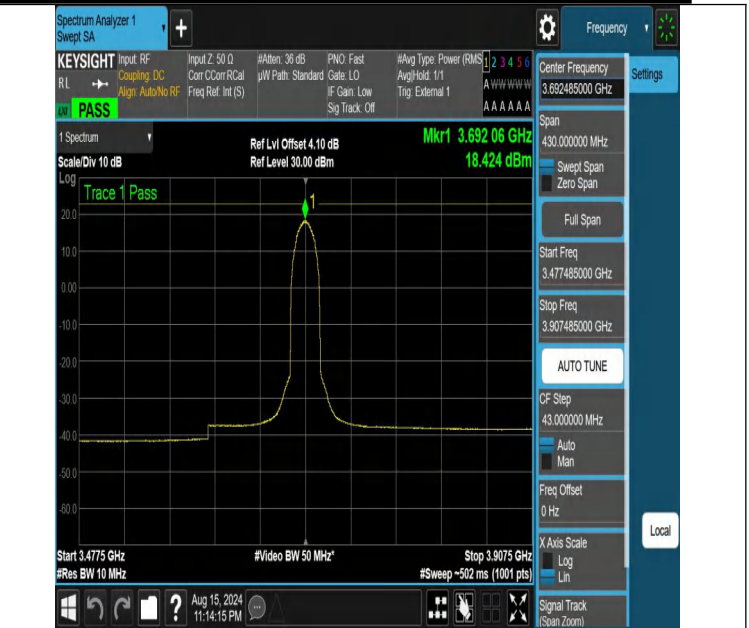 Spectrum Analyzer 1
Swept SA
+
Frequency
KEYSIGHT
RL
LXI
PASS
Input: RF
Coupling: DC
Align: Auto/No RF
Input Z: 50 Ω
Corr CCorr RCal
Freq Ref: Int (S)
#Atten: 36 dB
µW Path: Standard
PNO: Fast
Gate: LO
IF Gain: Low
Sig Track: Off
#Avg Type: Power (RMS
Avg|Hold: 1/1
Trig: External 1
1 2 3 4 5 6
A W W W W W
A A A A A A
1 Spectrum
Scale/Div 10 dB
Ref Lvl Offset 4.10 dB
Ref Level 30.00 dBm
Mkr1 3.692 06 GHz
18.424 dBm
Log
Trace 1 Pass
1
20.0
10.0
0.00
-10.0
-20.0
-30.0
-40.0
-50.0
-60.0
Start 3.4775 GHz
#Res BW 10 MHz
#Video BW 50 MHz*
Stop 3.9075 GHz
#Sweep ~502 ms (1001 pts)
Aug 15, 2024
11:14:15 PM
Center Frequency
3.692485000 GHz
Settings
Span
430.000000 MHz
Swept Span
Zero Span
Full Span
Start Freq
3.477485000 GHz
Stop Freq
3.907485000 GHz
AUTO TUNE
CF Step
43.000000 MHz
Auto
Man
Freq Offset
0 Hz
X Axis Scale
Log
Lin
Local
Signal Track
(Span Zoom)